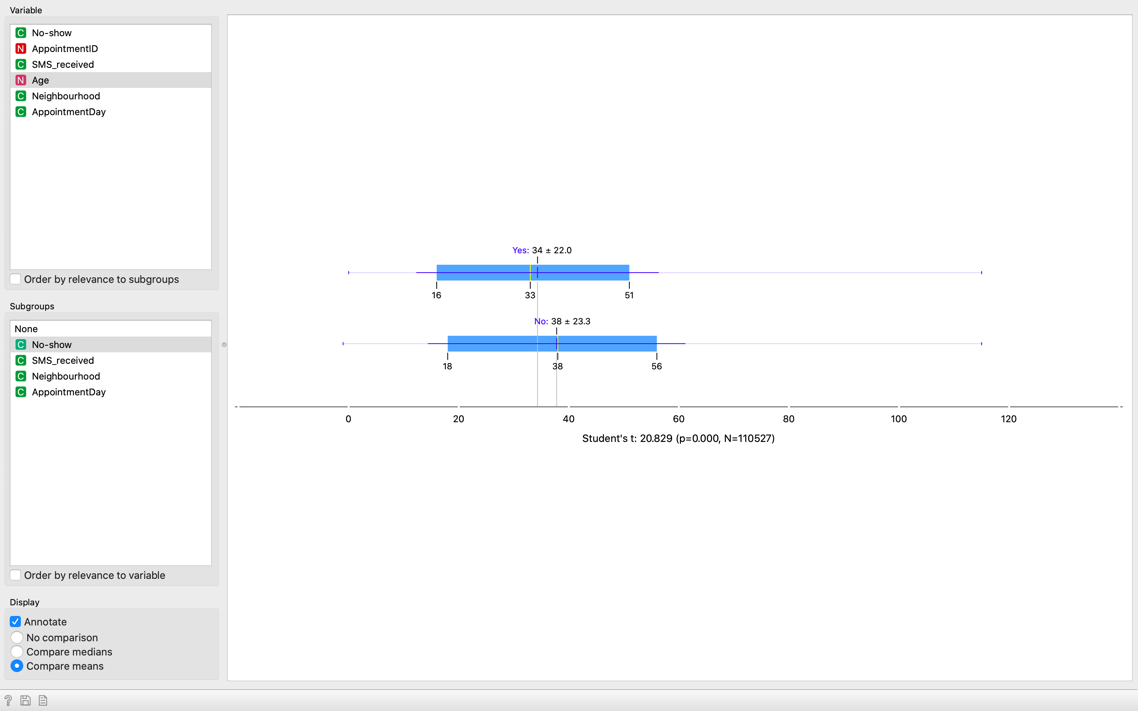 Variable
C No-show
N AppointmentID
C SMS_received
N Age
C Neighbourhood
C AppointmentDay
Order by relevance to subgroups
Subgroups
None
C No-show
C SMS_received
C Neighbourhood
C AppointmentDay
Order by relevance to variable
Display
Annotate
No comparison
Compare medians
Compare means
?
Yes: 34 ± 22.0
16 33 51
No: 38 ± 23.3
18 38 56
0 20 40 60 80 100 120
Student's t: 20.829 (p=0.000, N=110527)